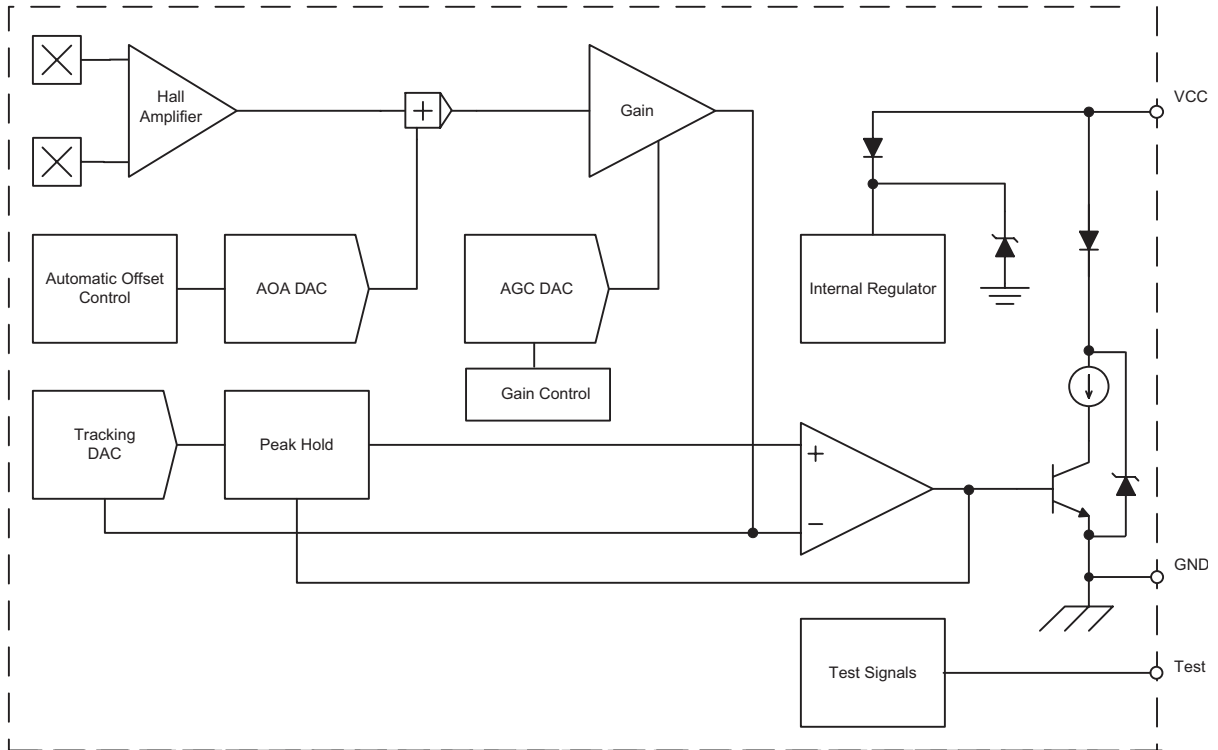 Hall
Amplifier
+
Gain
VCC
Automatic Offset
Control
AOA DAC
AGC DAC
Internal Regulator
Gain Control
Tracking
DAC
Peak Hold
+
−
GND
Test Signals
Test